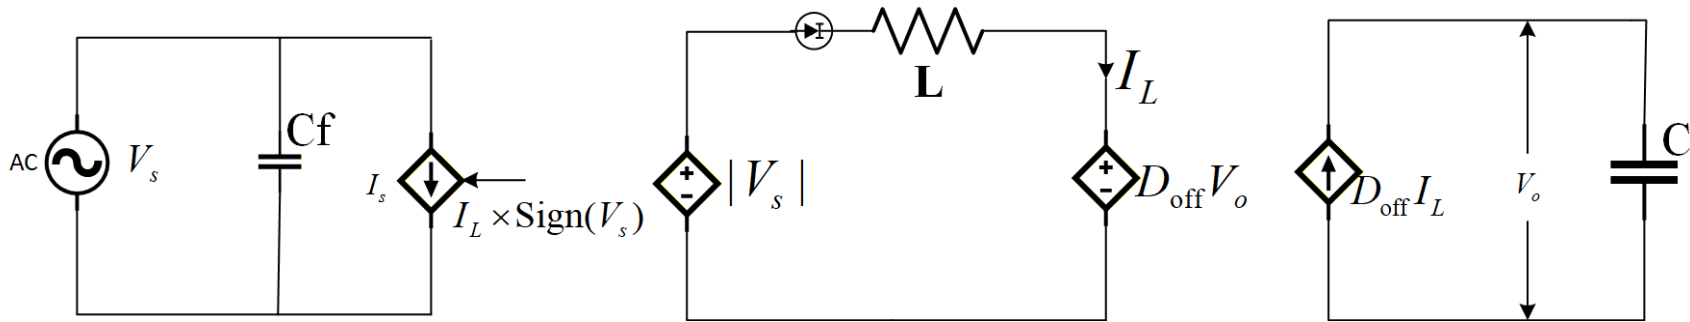 AC
V_s
Cf
I_s
I_L × Sign(V_s)
+
-
|V_s|
L
I_L
+
-
D_off V_o
D_off I_L
V_o
C